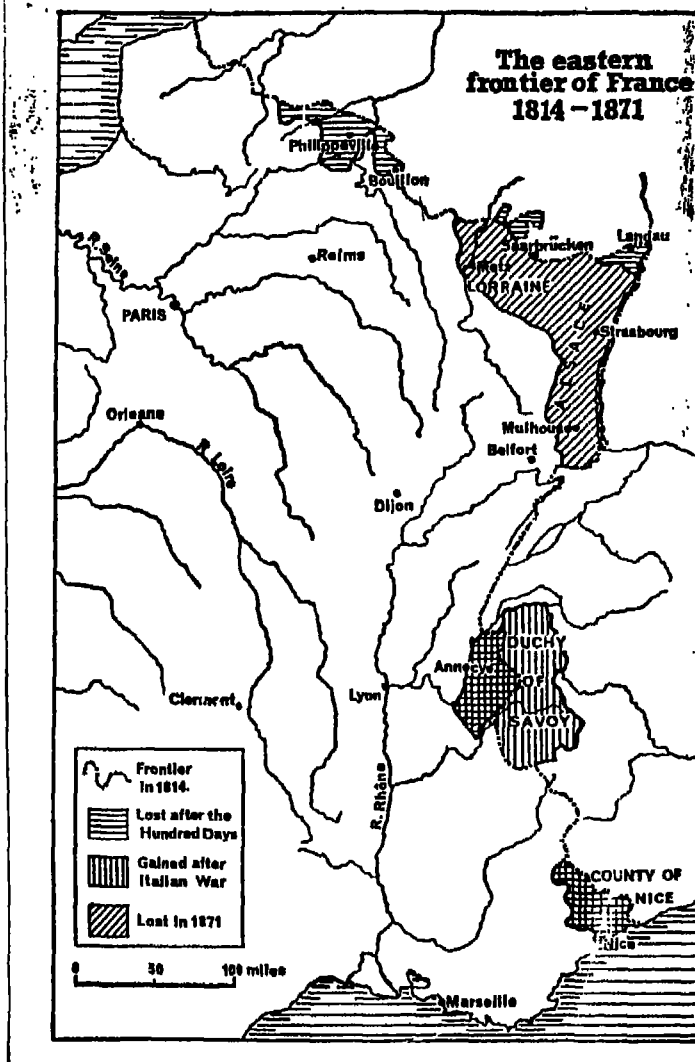 The eastern
frontier of France
1814–1871
Philippeville
Bouillon
Saarbrücken
Landau
R. Seine
Reims
Metz
LORRAINE
PARIS
ALSACE
Strasbourg
Orleans
Mulhouse
Belfort
R. Loire
Dijon
DUCHY
OF
SAVOY
Annecy
Clermont
Lyon
R. Rhône
Frontier
in 1814.
Lost after the
Hundred Days
Gained after
Italian War
Lost in 1871
COUNTY OF
NICE
Nice
0 50 100 miles
Marseille